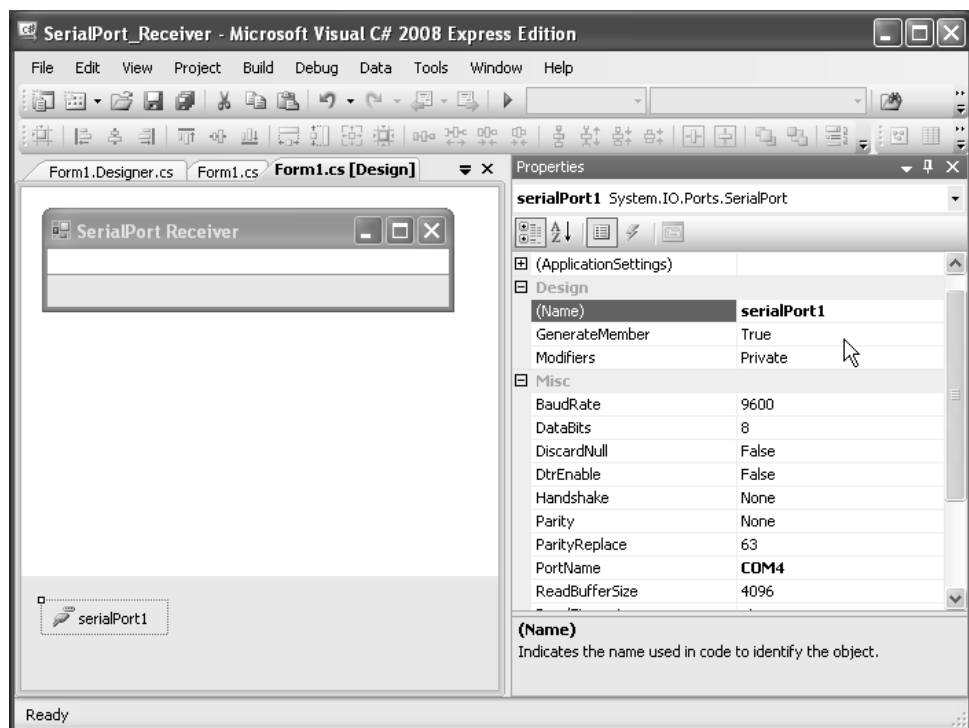 SerialPort_Receiver - Microsoft Visual C# 2008 Express Edition
File Edit View Project Build Debug Data Tools Window Help
Form1.Designer.cs Form1.cs Form1.cs [Design]
SerialPort Receiver
serialPort1
Properties
serialPort1 System.IO.Ports.SerialPort
(ApplicationSettings)
Design
(Name) serialPort1
GenerateMember True
Modifiers Private
Misc
BaudRate 9600
DataBits 8
DiscardNull False
DtrEnable False
Handshake None
Parity None
ParityReplace 63
PortName COM4
ReadBufferSize 4096
(Name)
Indicates the name used in code to identify the object.
Ready